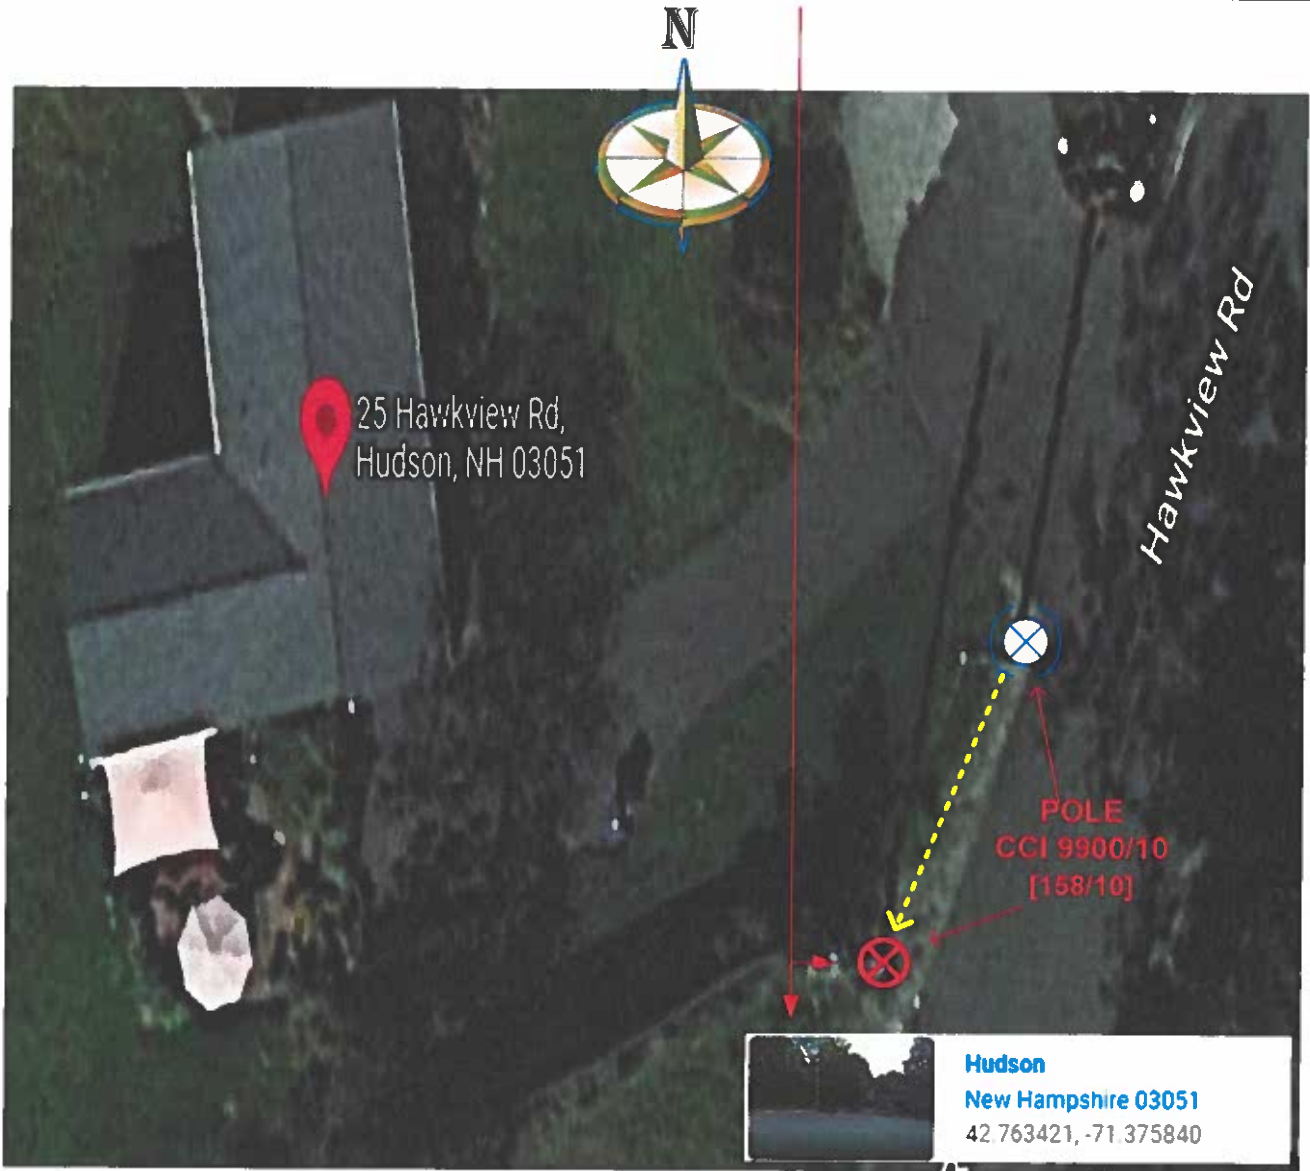 N
25 Hawkview Rd,
Hudson, NH 03051
Hawkview Rd
POLE
CCI 9900/10
[158/10]
Hudson
New Hampshire 03051
42.763421, -71.375840